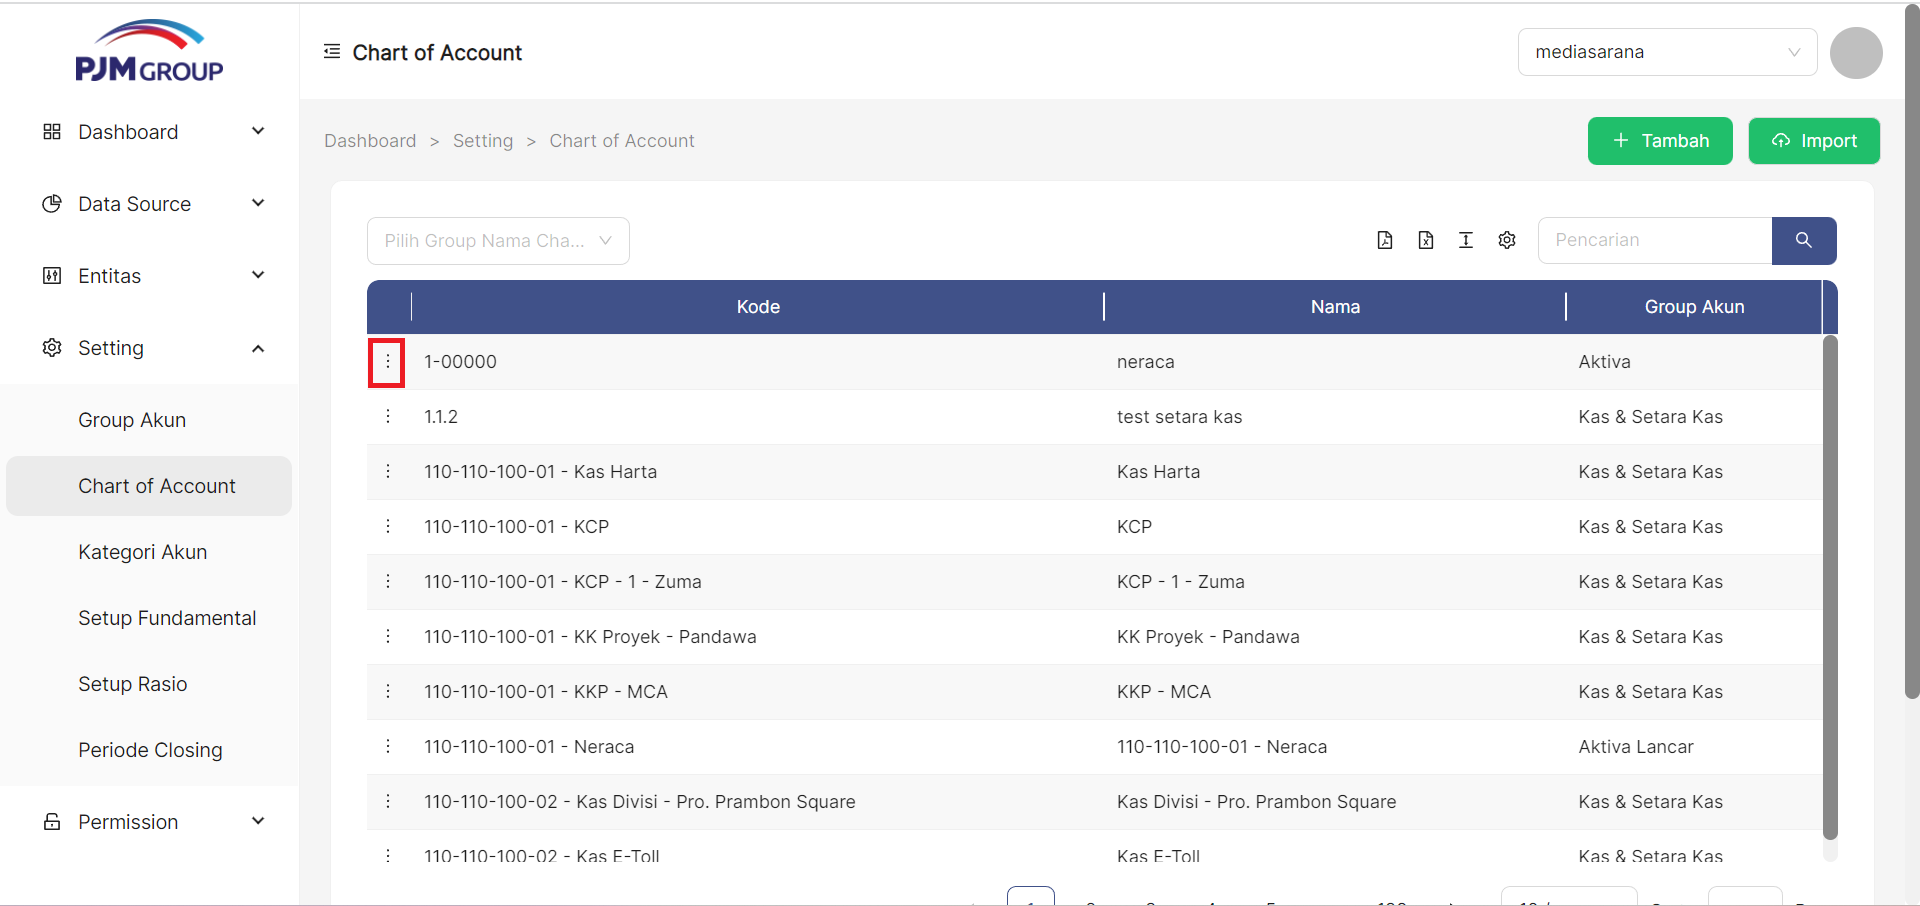 PJM GROUP
Chart of Account
mediasarana
Dashboard
Data Source
Entitas
Setting
Group Akun
Chart of Account
Kategori Akun
Setup Fundamental
Setup Rasio
Periode Closing
Permission
Dashboard > Setting > Chart of Account
+ Tambah
Import
Pilih Group Nama Cha...
Pencarian
Kode Nama Group Akun
1-00000 neraca Aktiva
1.1.2 test setara kas Kas & Setara Kas
110-110-100-01 - Kas Harta Kas Harta Kas & Setara Kas
110-110-100-01 - KCP KCP Kas & Setara Kas
110-110-100-01 - KCP - 1 - Zuma KCP - 1 - Zuma Kas & Setara Kas
110-110-100-01 - KK Proyek - Pandawa KK Proyek - Pandawa Kas & Setara Kas
110-110-100-01 - KKP - MCA KKP - MCA Kas & Setara Kas
110-110-100-01 - Neraca 110-110-100-01 - Neraca Aktiva Lancar
110-110-100-02 - Kas Divisi - Pro. Prambon Square Kas Divisi - Pro. Prambon Square Kas & Setara Kas
110-110-100-02 - Kas E-Toll Kas E-Toll Kas & Setara Kas